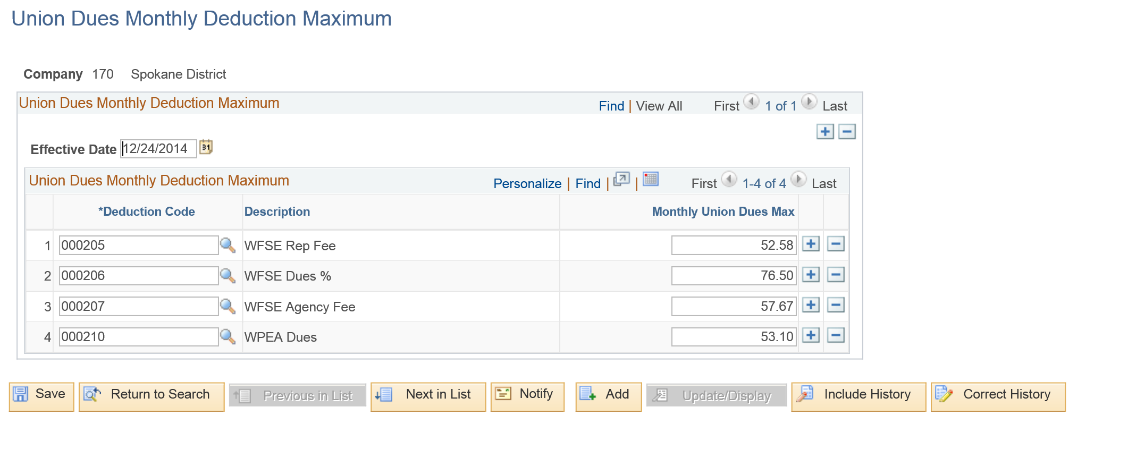 Union Dues Monthly Deduction Maximum
Company 170 Spokane District
Union Dues Monthly Deduction Maximum Find | View All First 1 of 1 Last
Effective Date 12/24/2014 31
Union Dues Monthly Deduction Maximum Personalize | Find | | First 1-4 of 4 Last
*Deduction Code Description Monthly Union Dues Max
1 000205 WFSE Rep Fee 52.58
2 000206 WFSE Dues % 76.50
3 000207 WFSE Agency Fee 57.67
4 000210 WPEA Dues 53.10
Save Return to Search Previous in List Next in List Notify Add Update/Display Include History Correct History